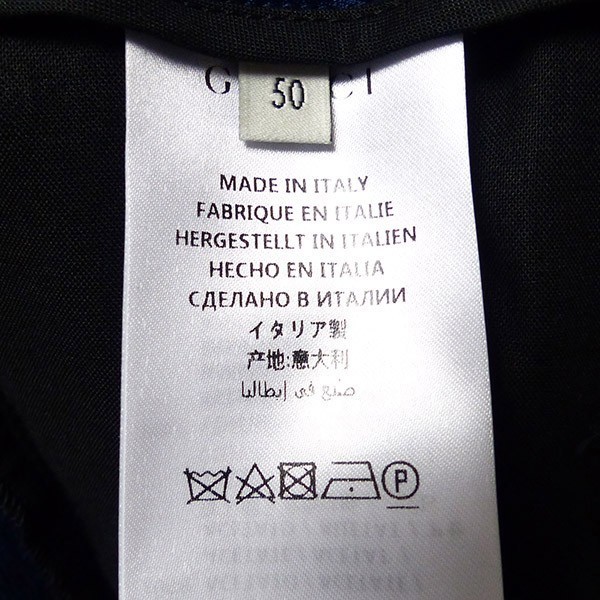 G CI
50
MADE IN ITALY
FABRIQUE EN ITALIE
HERGESTELLT IN ITALIEN
HECHO EN ITALIA
СДЕЛАНО В ИТАЛИИ
イタリア製
产地:意大利
صنع في إيطاليا
P